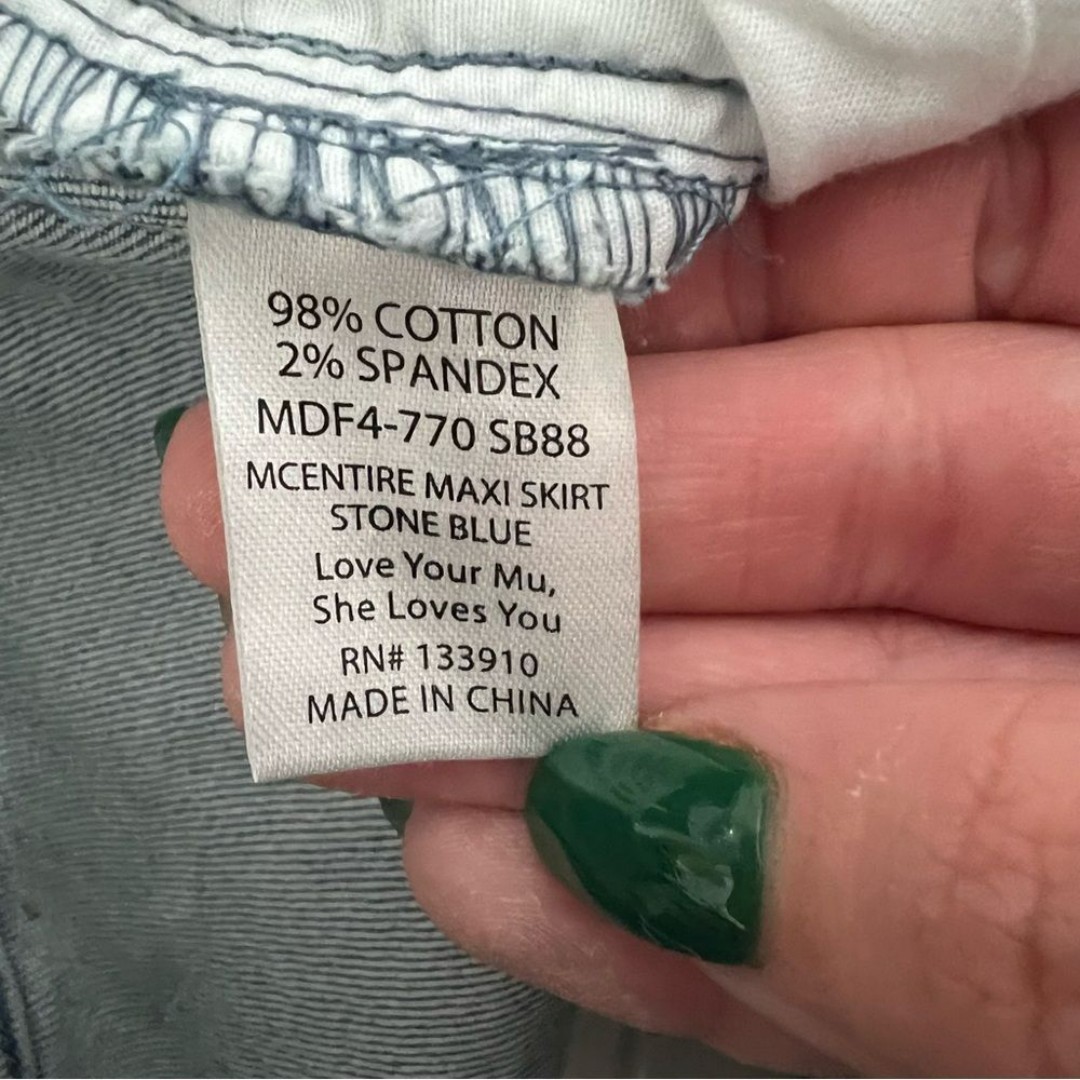 98% COTTON
2% SPANDEX
MDF4-770 SB88
MCENTIRE MAXI SKIRT
STONE BLUE
Love Your Mu,
She Loves You
RN# 133910
MADE IN CHINA